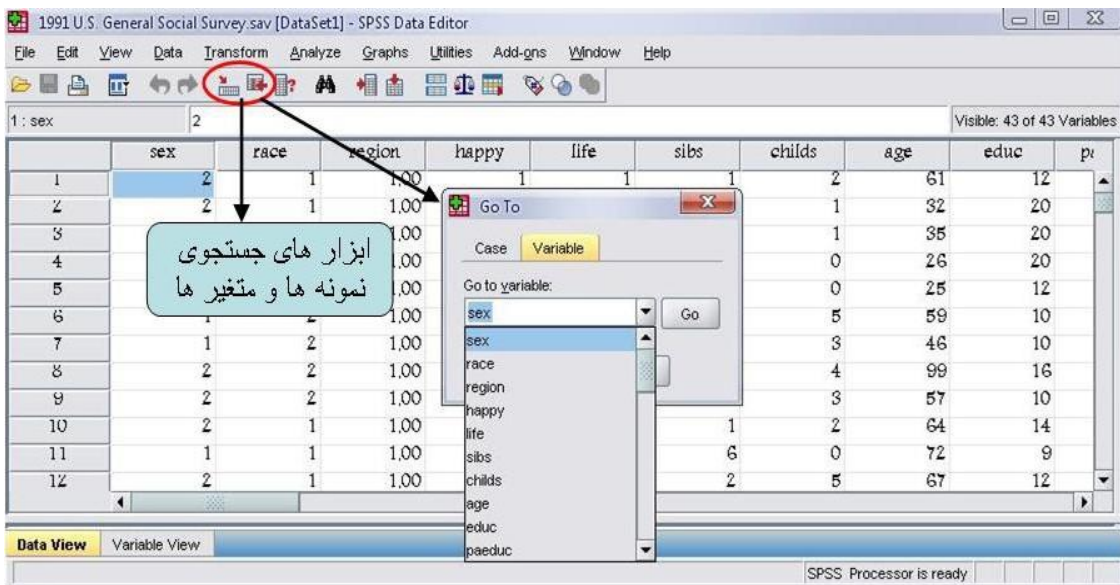 1991 U.S. General Social Survey.sav [DataSet1] - SPSS Data Editor
File Edit View Data Transform Analyze Graphs Utilities Add-ons Window Help
1 : sex 2 Visible: 43 of 43 Variables
sex race region happy life sibs childs age educ
1 2 1 1,00 1 1 1 2 61 12
2 2 1 1,00 1 32 20
3 1,00 1 35 20
4 1,00 0 26 20
5 1,00 0 25 12
6 1,00 5 59 10
7 1 2 1,00 3 46 10
8 2 2 1,00 4 99 16
9 2 2 1,00 3 57 10
10 2 1 1,00 1 2 64 14
11 1 1 1,00 6 0 72 9
12 2 1 1,00 2 5 67 12
ابزار های جستجوی
نمونه ها و متغیر ها
Go To
Case Variable
Go to variable:
sex Go
sex
race
region
happy
life
sibs
childs
age
educ
paeduc
Data View Variable View
SPSS Processor is ready